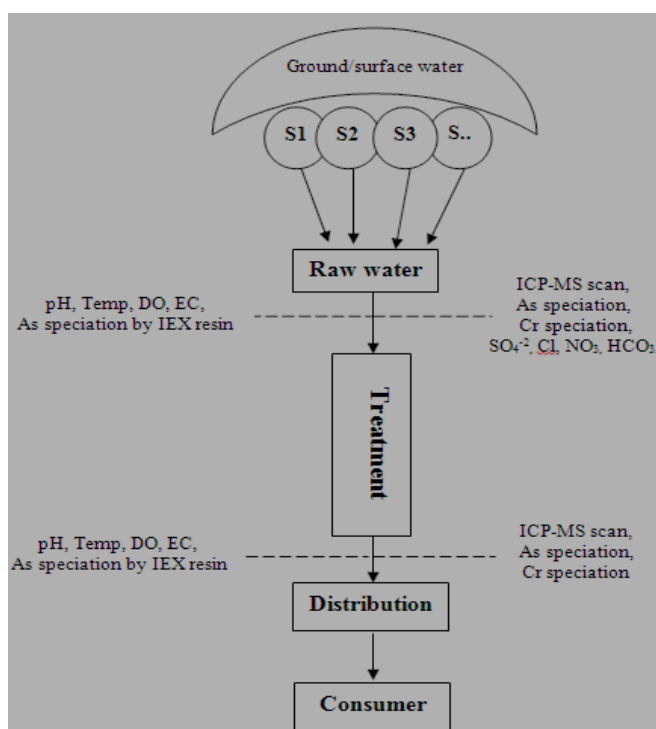 Ground/surface water
S1 S2 S3 S..
Raw water
pH, Temp, DO, EC,
As speciation by IEX resin
ICP-MS scan,
As speciation,
Cr speciation,
SO₄⁻², Cl, NO₃, HCO₃
Treatment
pH, Temp, DO, EC,
As speciation by IEX resin
ICP-MS scan,
As speciation,
Cr speciation
Distribution
Consumer